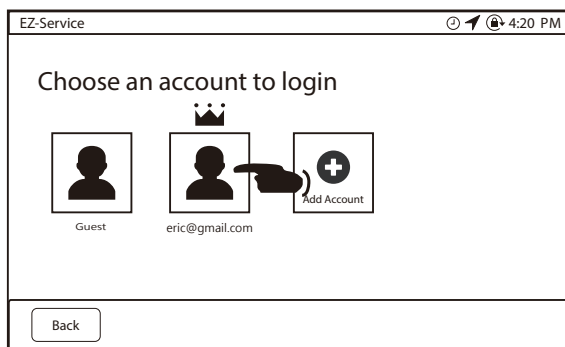 EZ-Service 4:20 PM
Choose an account to login
Guest
eric@gmail.com
Add Account
Back